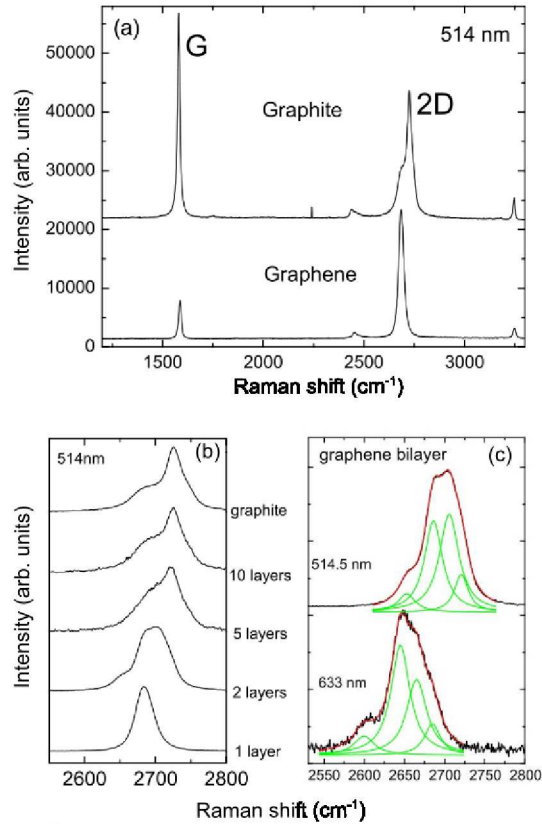 (a)
514 nm
G
2D
Graphite
Graphene
Intensity (arb. units)
50000
40000
30000
20000
10000
0
1500 2000 2500 3000
Raman shift (cm-1)
514nm
(b)
graphite
10 layers
5 layers
2 layers
1 layer
Intensity (arb. units)
2600 2700 2800
graphene bilayer
(c)
514.5 nm
633 nm
2550 2600 2650 2700 2750 2800
Raman shift (cm-1)